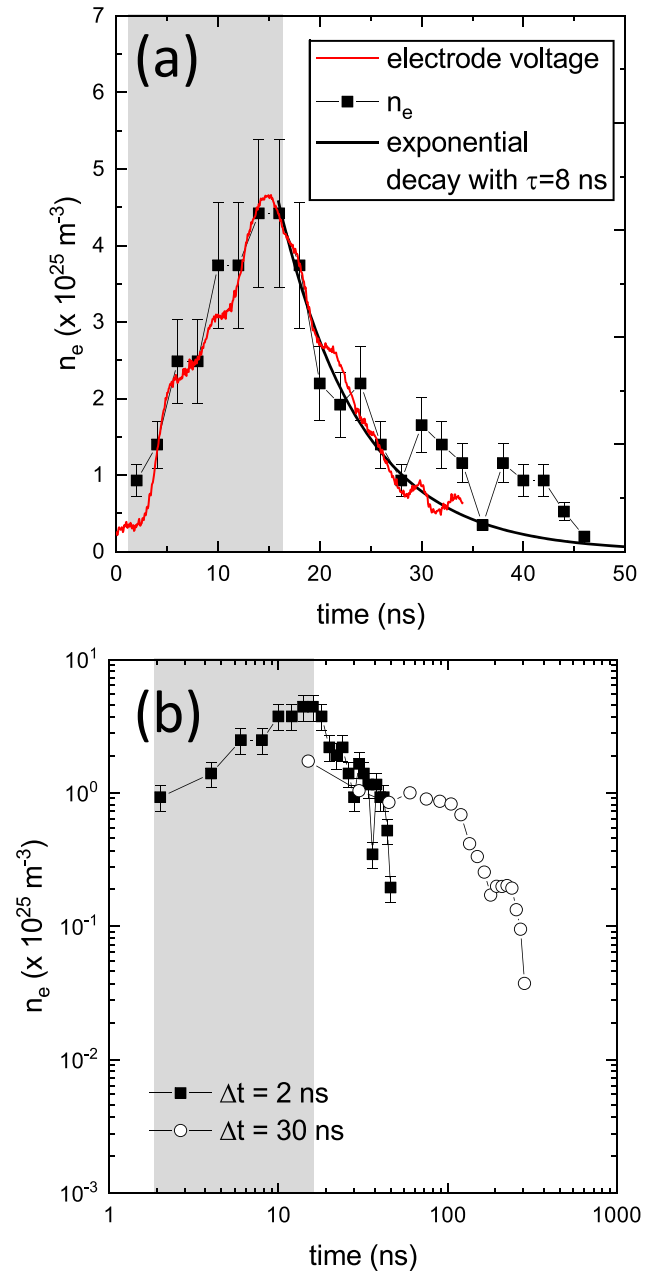 (a)
electrode voltage
n_e
exponential
decay with τ=8 ns
7
6
5
4
3
2
1
0
n_e (x 10^25 m^-3)
0 10 20 30 40 50
time (ns)
(b)
10^1
10^0
10^-1
10^-2
10^-3
n_e (x 10^25 m^-3)
Δt = 2 ns
Δt = 30 ns
1 10 100 1000
time (ns)